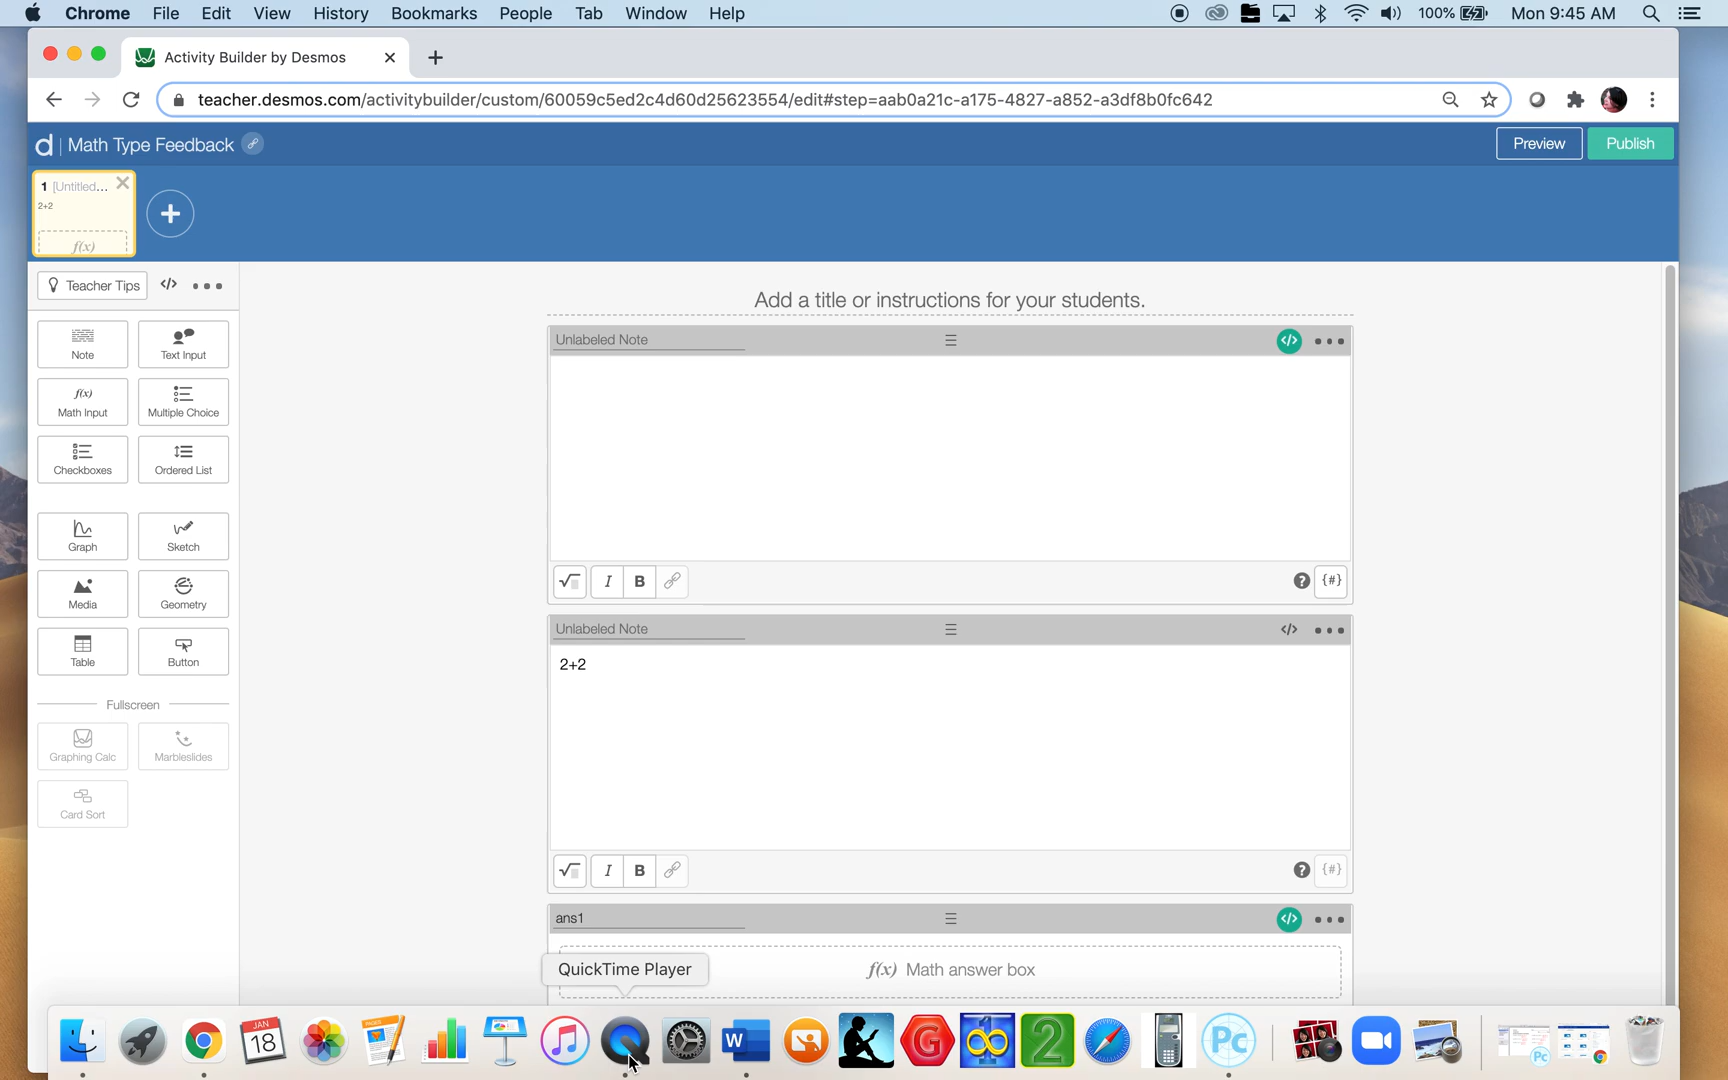 Chrome File Edit View History Bookmarks People Tab Window Help 100% Mon 9:45 AM
Activity Builder by Desmos
teacher.desmos.com/activitybuilder/custom/60059c5ed2c4d60d25623554/edit#step=aab0a21c-a175-4827-a852-a3df8b0fc642
d | Math Type Feedback Preview Publish
1 [Untitled...
2+2
f(x)
Teacher Tips </>
Add a title or instructions for your students.
Note Text Input
f(x)
Math Input Multiple Choice
Checkboxes Ordered List
Graph Sketch
Media Geometry
Table Button
Fullscreen
Graphing Calc Marbleslides
Card Sort
Unlabeled Note </>
I B ? {#}
Unlabeled Note </>
2+2
I B ? {#}
ans1 </>
f(x) Math answer box
QuickTime Player
JAN
18
W
G
2
Pc
Pc